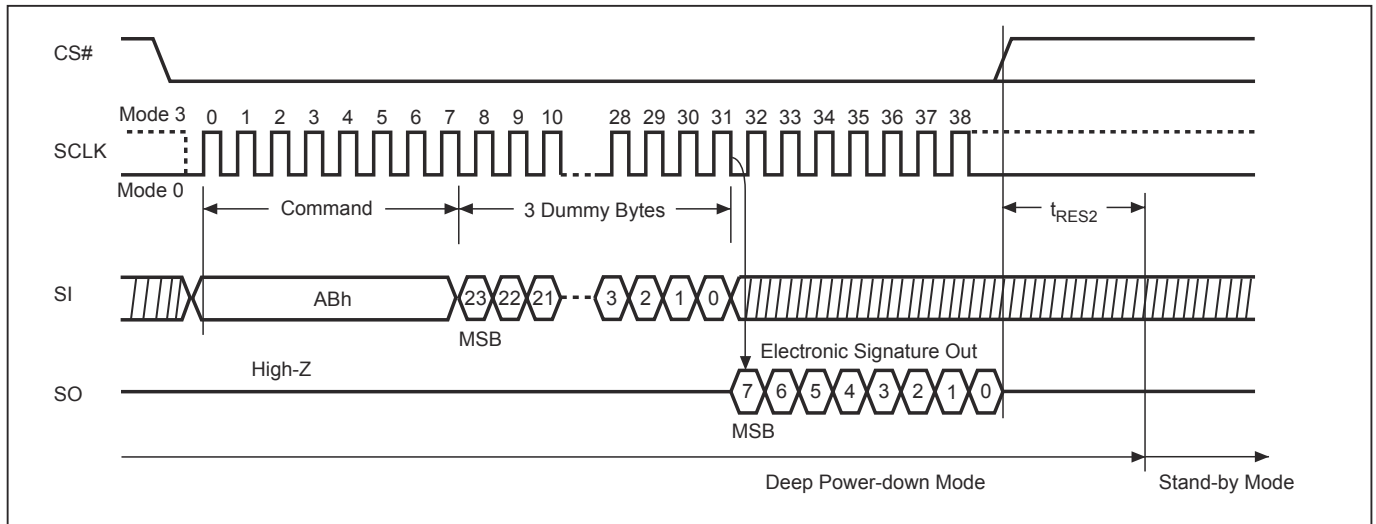 CS#
Mode 3 0 1 2 3 4 5 6 7 8 9 10 28 29 30 31 32 33 34 35 36 37 38
SCLK
Mode 0
Command 3 Dummy Bytes tRES2
SI ABh 23 22 21 3 2 1 0
MSB
High-Z Electronic Signature Out
SO 7 6 5 4 3 2 1 0
MSB
Deep Power-down Mode Stand-by Mode